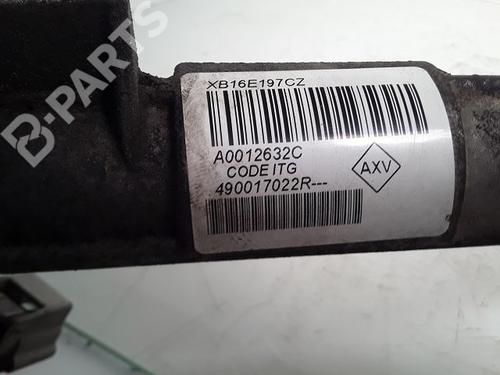 B-PARTS
XB16E197CZ
A0012632C
CODE ITG
490017022R---
AXV